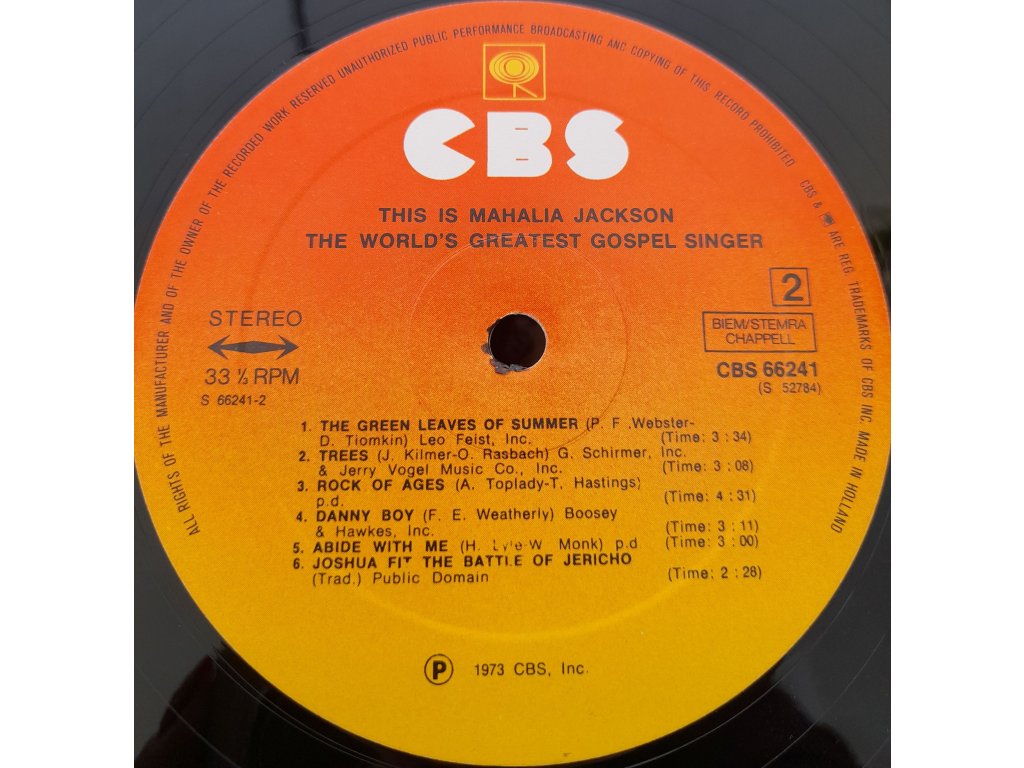 ALL RIGHTS OF THE MANUFACTURER AND OF THE OWNER OF THE RECORDED WORK RESERVED UNAUTHORIZED PUBLIC PERFORMANCE BROADCASTING AND COPYING OF THIS RECORD PROHIBITED
CBS & ARE REG. TRADEMARKS OF CBS INC. MADE IN HOLLAND
CBS
THIS IS MAHALIA JACKSON
THE WORLD'S GREATEST GOSPEL SINGER
2
STEREO
BIEM/STEMRA
CHAPPELL
33 ⅓ RPM
CBS 66241
S 66241-2
(S 52784)
1. THE GREEN LEAVES OF SUMMER (P. F .Webster-
D. Tiomkin) Leo Feist, Inc. (Time: 3 : 34)
2. TREES (J. Kilmer-O. Rasbach) G. Schirmer, Inc.
& Jerry Vogel Music Co., Inc. (Time: 3 : 08)
3. ROCK OF AGES (A. Toplady-T. Hastings)
p.d. (Time: 4 : 31)
4. DANNY BOY (F. E. Weatherly) Boosey
& Hawkes, Inc. (Time: 3 : 11)
5. ABIDE WITH ME (H. Lyte-W. Monk) p.d. (Time: 3 : 00)
6. JOSHUA FIT THE BATTLE OF JERICHO
(Trad.) Public Domain (Time: 2 : 28)
Ⓟ 1973 CBS, Inc.